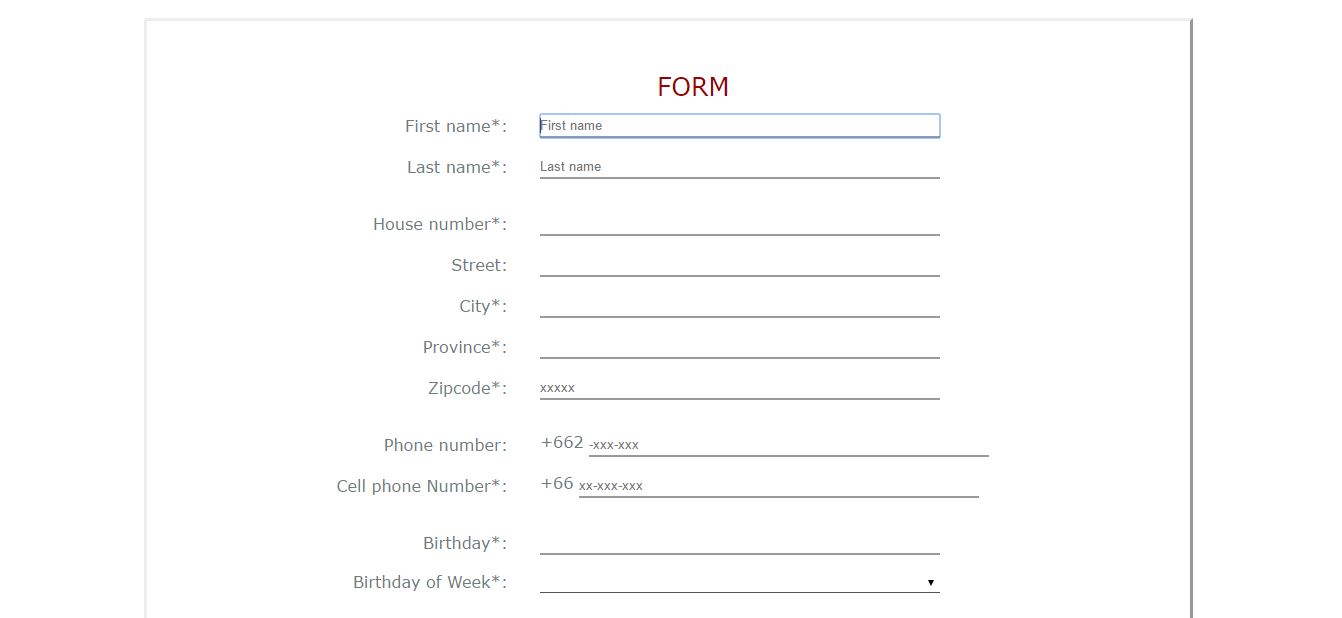 FORM
First name*: First name
Last name*: Last name
House number*:
Street:
City*:
Province*:
Zipcode*: xxxxx
Phone number: +662 -xxx-xxx
Cell phone Number*: +66 xx-xxx-xxx
Birthday*:
Birthday of Week*: